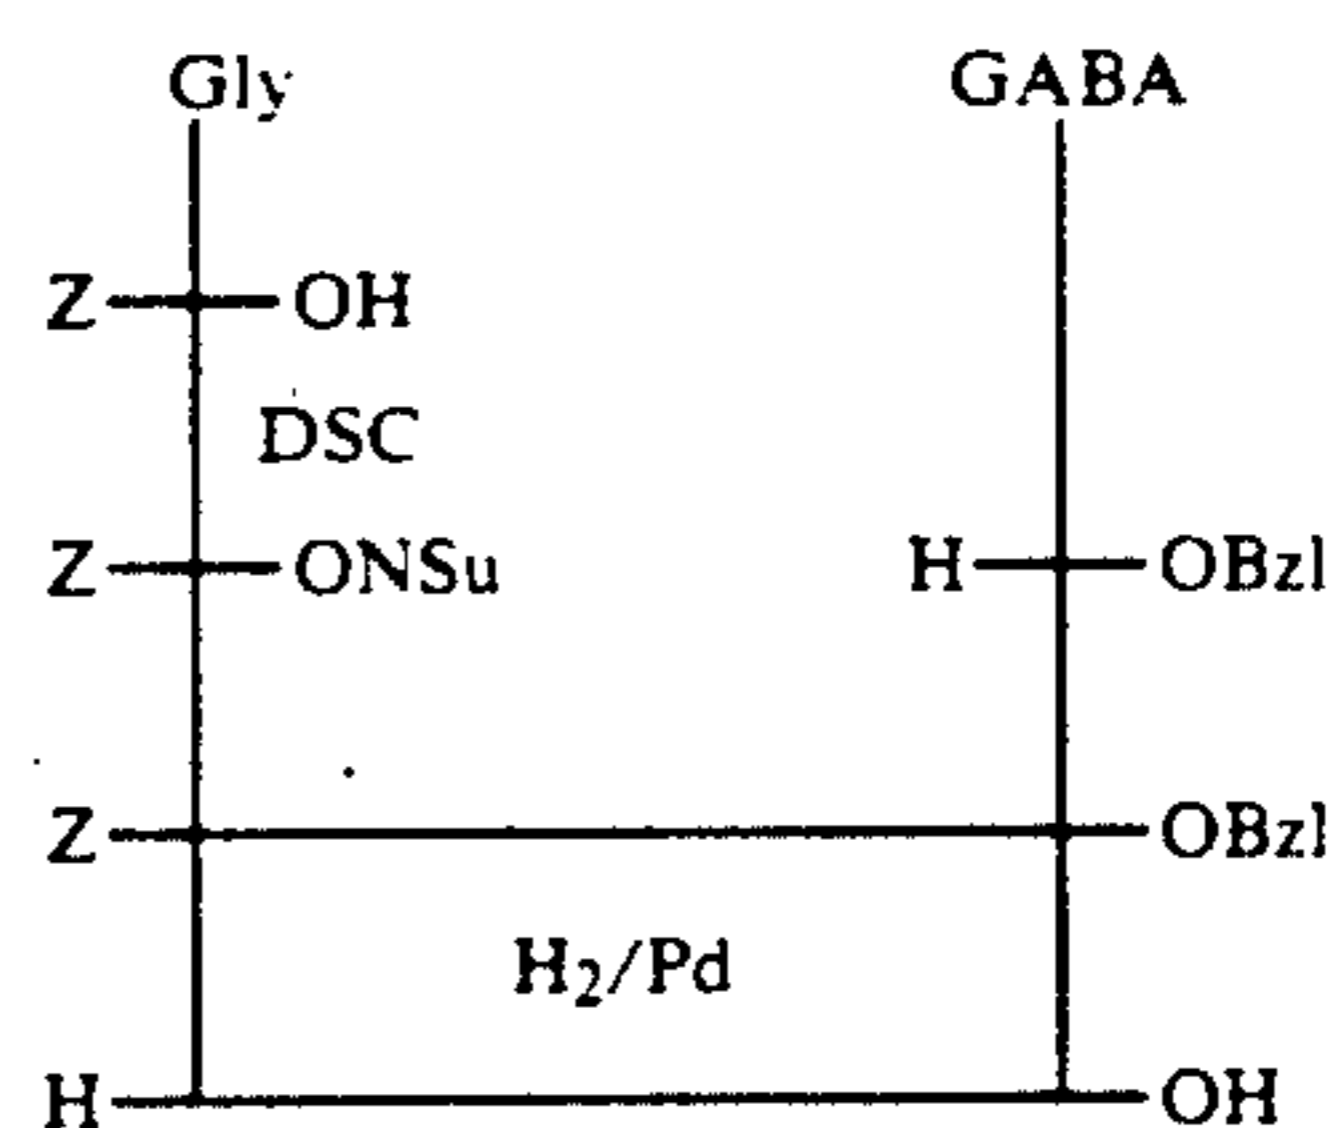 Gly GABA
Z OH
DSC
Z ONSu H OBzl
Z OBzl
H₂/Pd
H OH